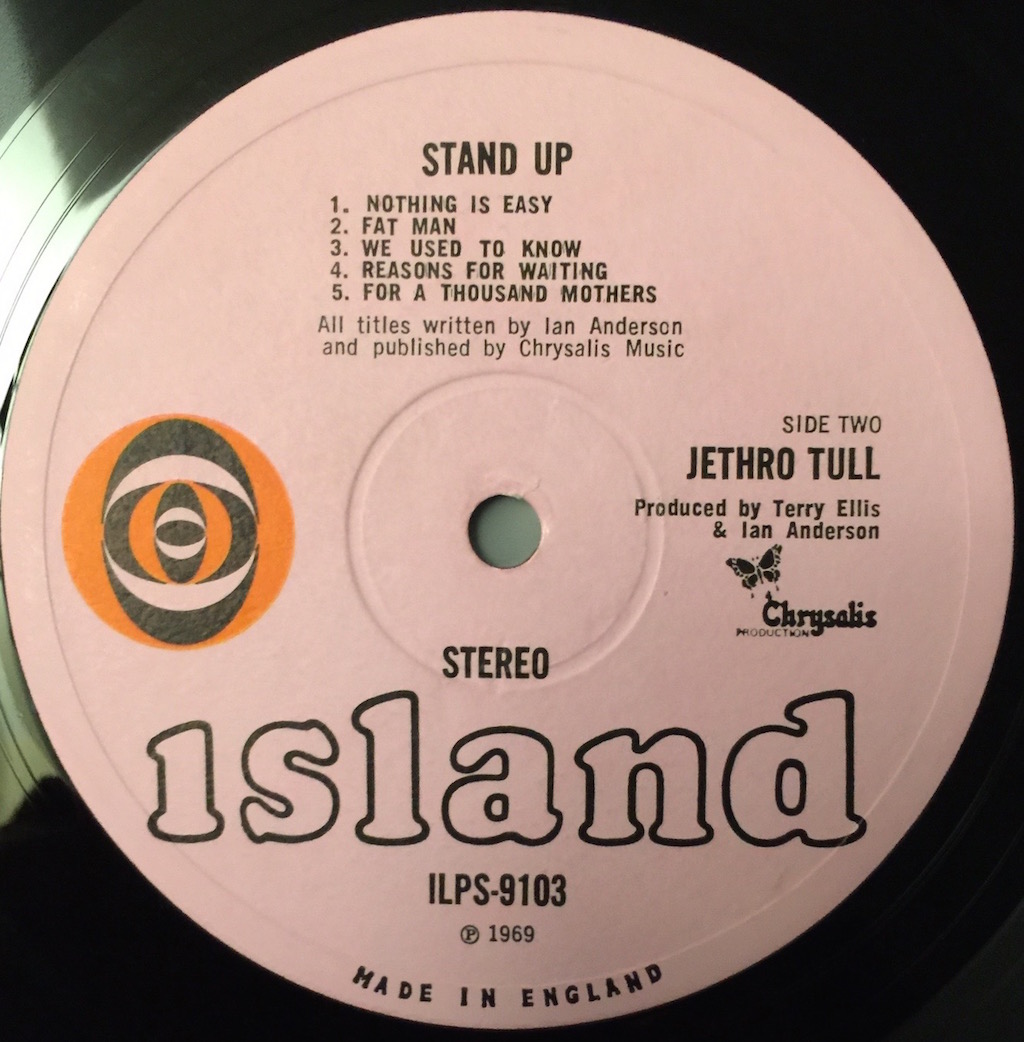 STAND UP
1. NOTHING IS EASY
2. FAT MAN
3. WE USED TO KNOW
4. REASONS FOR WAITING
5. FOR A THOUSAND MOTHERS
All titles written by Ian Anderson
and published by Chrysalis Music
SIDE TWO
JETHRO TULL
Produced by Terry Ellis
& Ian Anderson
Chrysalis
PRODUCTION
STEREO
island
ILPS-9103
℗ 1969
MADE IN ENGLAND